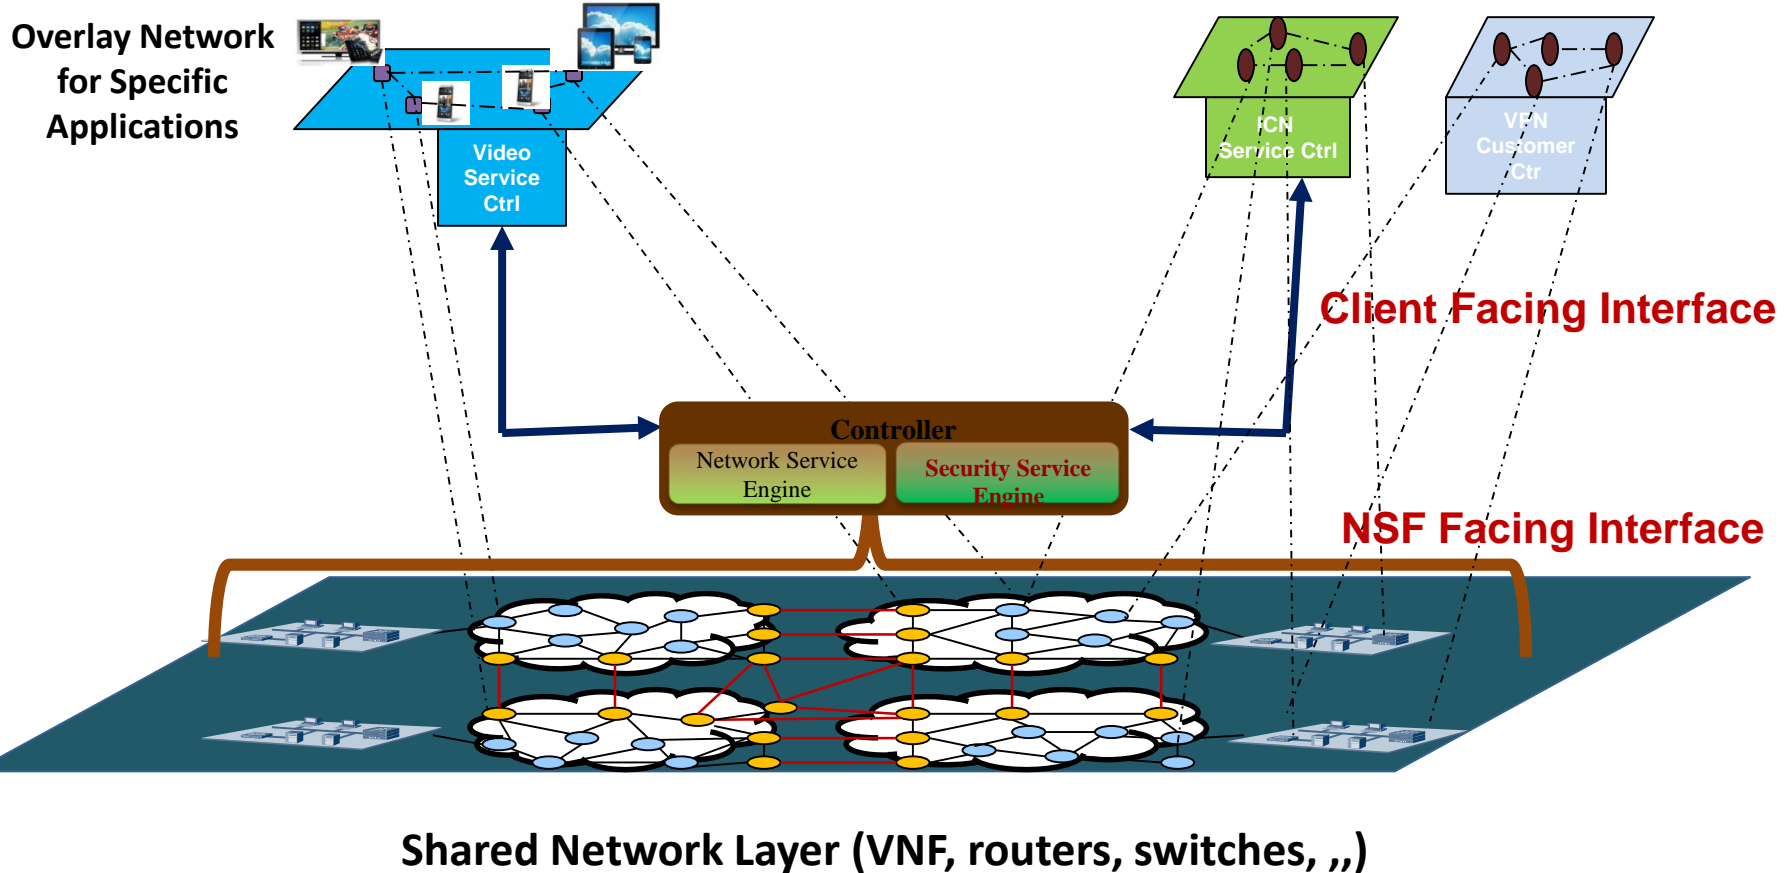 Overlay Network
for Specific
Applications
Video
Service
Ctrl
ICN
Service Ctrl
VPN
Customer
Ctr
Client Facing Interface
Controller
Network Service
Engine
Security Service
Engine
NSF Facing Interface
Shared Network Layer (VNF, routers, switches, ,,)